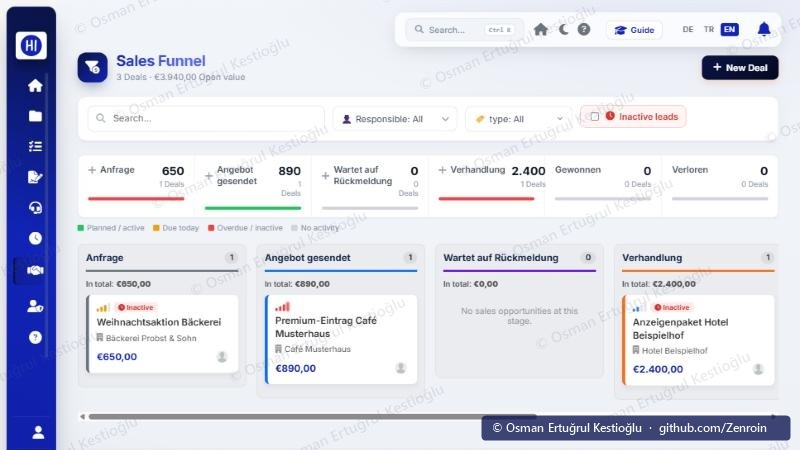 HI
Search...
Ctrl K
Guide
DE TR EN
Sales Funnel
3 Deals · €3.940,00 Open value
+ New Deal
Search...
Responsible: All
type: All
Inactive leads
+ Anfrage 650
1 Deals
+ Angebot gesendet 890
1 Deals
+ Wartet auf Rückmeldung 0
0 Deals
+ Verhandlung 2.400
1 Deals
Gewonnen 0
0 Deals
Verloren 0
0 Deals
Planned / active Due today Overdue / inactive No activity
Anfrage 1
In total: €650,00
Inactive
Weihnachtsaktion Bäckerei
Bäckerei Probst & Sohn
€650,00
Angebot gesendet 1
In total: €890,00
Premium-Eintrag Café
Musterhaus
Café Musterhaus
€890,00
Wartet auf Rückmeldung 0
In total: €0,00
No sales opportunities at this
stage.
Verhandlung 1
In total: €2.400,00
Inactive
Anzeigenpaket Hotel
Beispielhof
Hotel Beispielhof
€2.400,00
© Osman Ertuğrul Kestioğlu · github.com/Zenroin